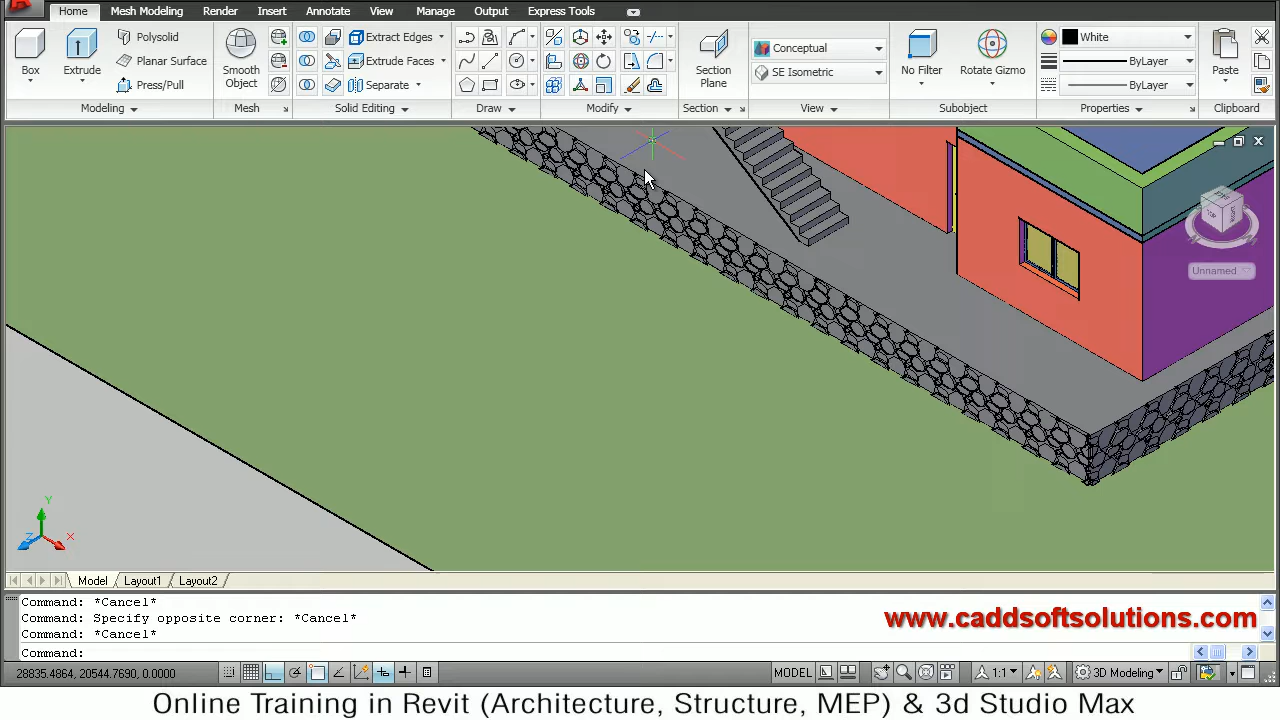 Home Mesh Modeling Render Insert Annotate View Manage Output Express Tools
Box
Extrude
Polysolid
Planar Surface
Press/Pull
Modeling
Smooth
Object
Mesh
Extract Edges
Extrude Faces
Separate
Solid Editing
Draw
Modify
Section
Plane
Section
Conceptual
SE Isometric
View
No Filter
Rotate Gizmo
Subobject
White
ByLayer
ByLayer
Properties
Paste
Clipboard
TOP
Unnamed
Y
X
Z
Model Layout1 Layout2
Command: *Cancel*
Command: Specify opposite corner: *Cancel*
Command: *Cancel*
Command:
www.caddsoftsolutions.com
28835.4864, 20544.7690, 0.0000
MODEL
1:1
3D Modeling
Online Training in Revit (Architecture, Structure, MEP) & 3d Studio Max